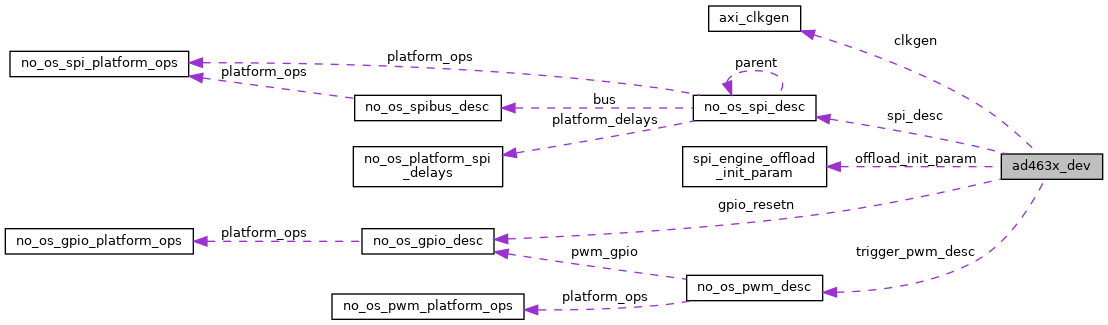 axi_clkgen
clkgen
no_os_spi_platform_ops
platform_ops
parent
platform_ops
bus
no_os_spibus_desc
no_os_spi_desc
spi_desc
platform_delays
no_os_platform_spi
_delays
spi_engine_offload
_init_param
offload_init_param
ad463x_dev
gpio_resetn
no_os_gpio_platform_ops
platform_ops
no_os_gpio_desc
pwm_gpio
trigger_pwm_desc
no_os_pwm_desc
platform_ops
no_os_pwm_platform_ops